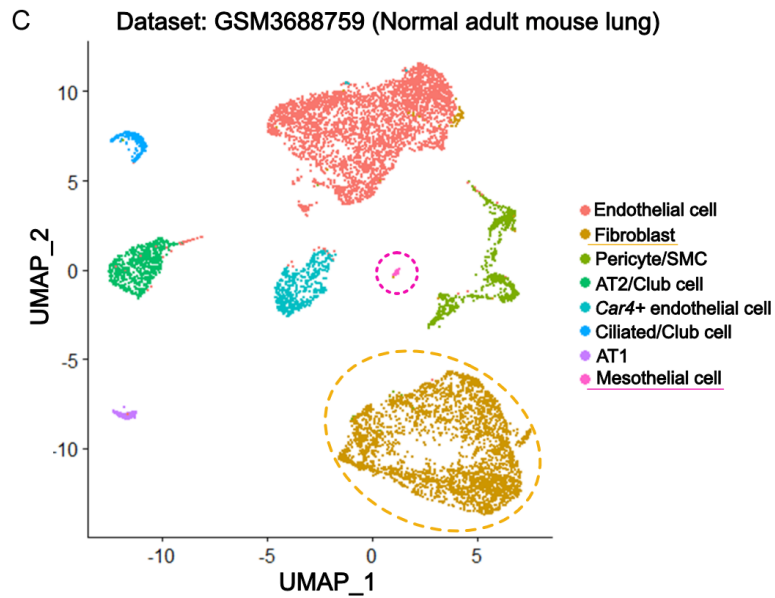 C
Dataset: GSM3688759 (Normal adult mouse lung)
10
5
0
-5
-10
UMAP_2
-10
-5
0
5
UMAP_1
Endothelial cell
Fibroblast
Pericyte/SMC
AT2/Club cell
Car4+ endothelial cell
Ciliated/Club cell
AT1
Mesothelial cell